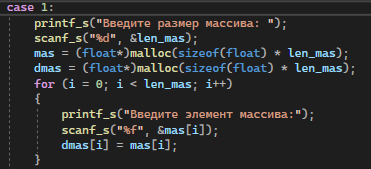 case 1:
printf_s("Введите размер массива: ");
scanf_s("%d", &len_mas);
mas = (float*)malloc(sizeof(float) * len_mas);
dmas = (float*)malloc(sizeof(float) * len_mas);
for (i = 0; i < len_mas; i++)
{
printf_s("Введите элемент массива:");
scanf_s("%f", &mas[i]);
dmas[i] = mas[i];
}